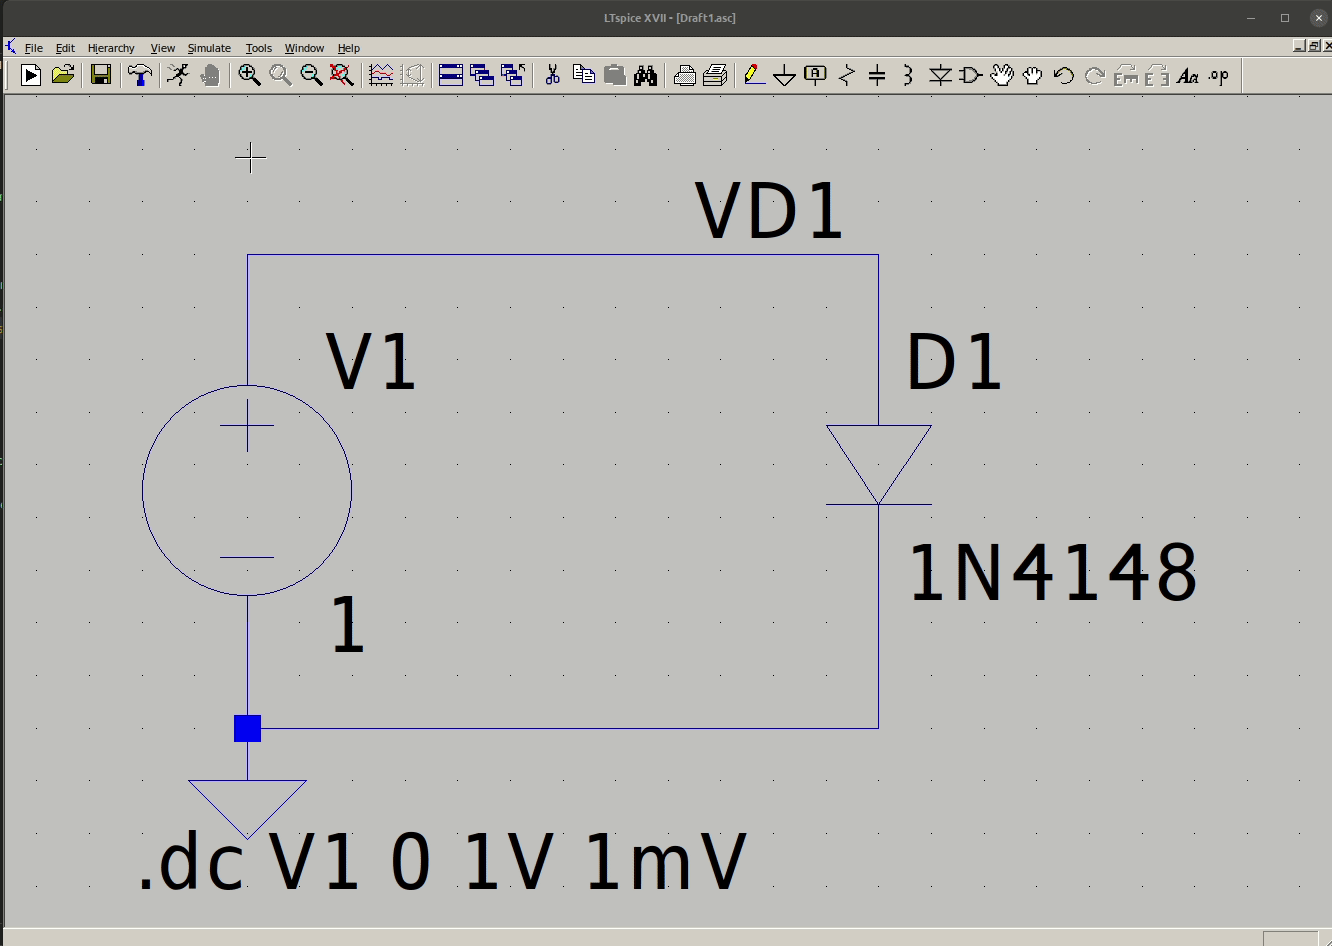 LTspice XVII - [Draft1.asc]
File Edit Hierarchy View Simulate Tools Window Help
A Aa .op
VD1
V1
D1
1N4148
1
.dc V1 0 1V 1mV